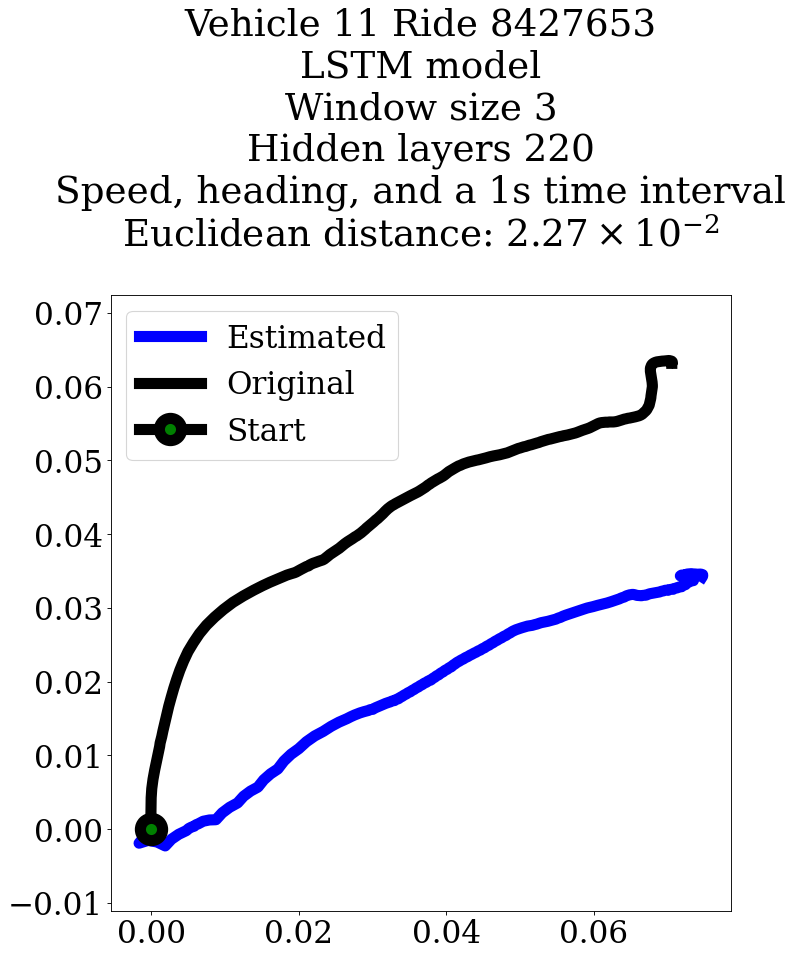 Vehicle 11 Ride 8427653
LSTM model
Window size 3
Hidden layers 220
Speed, heading, and a 1s time interval
Euclidean distance: 2.27 × 10⁻²
Estimated
Original
Start
0.07
0.06
0.05
0.04
0.03
0.02
0.01
0.00
−0.01
0.00 0.02 0.04 0.06